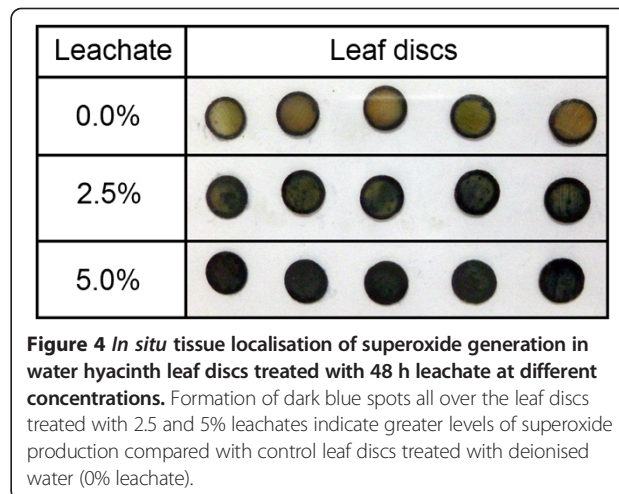 Leachate Leaf discs
0.0%
2.5%
5.0%
Figure 4 In situ tissue localisation of superoxide generation in
water hyacinth leaf discs treated with 48 h leachate at different
concentrations. Formation of dark blue spots all over the leaf discs
treated with 2.5 and 5% leachates indicate greater levels of superoxide
production compared with control leaf discs treated with deionised
water (0% leachate).